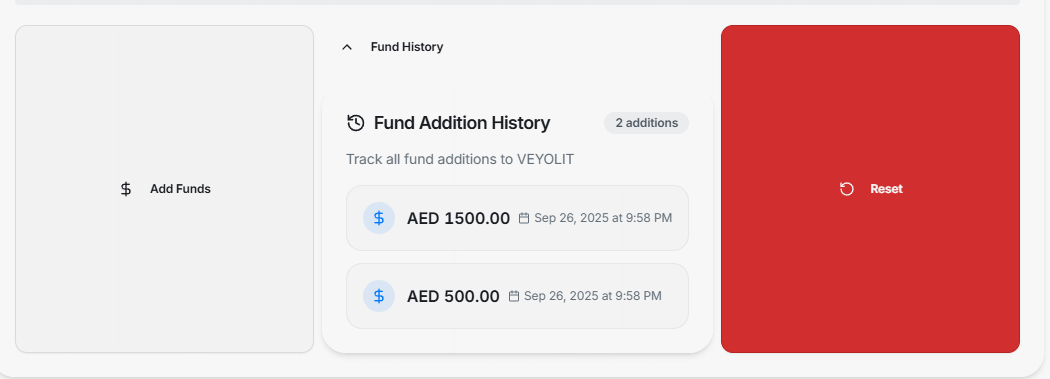 Fund History
Fund Addition History
2 additions
Track all fund additions to VEYOLIT
Add Funds
AED 1500.00 Sep 26, 2025 at 9:58 PM
AED 500.00 Sep 26, 2025 at 9:58 PM
Reset